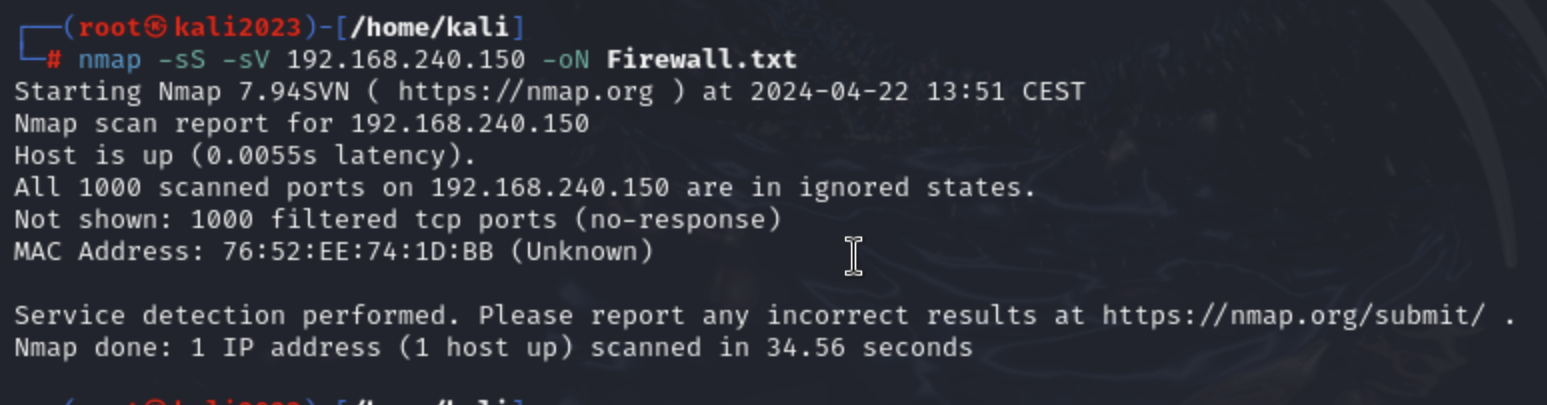 ┌──(root㉿kali2023)-[/home/kali]
└─# nmap -sS -sV 192.168.240.150 -oN Firewall.txt
Starting Nmap 7.94SVN ( https://nmap.org ) at 2024-04-22 13:51 CEST
Nmap scan report for 192.168.240.150
Host is up (0.0055s latency).
All 1000 scanned ports on 192.168.240.150 are in ignored states.
Not shown: 1000 filtered tcp ports (no-response)
MAC Address: 76:52:EE:74:1D:BB (Unknown)
Service detection performed. Please report any incorrect results at https://nmap.org/submit/ .
Nmap done: 1 IP address (1 host up) scanned in 34.56 seconds